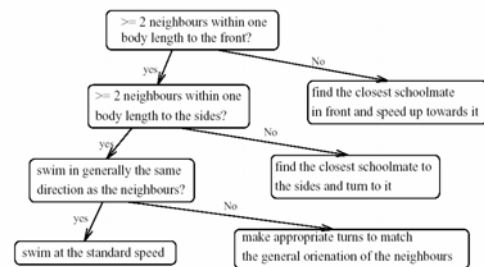 >= 2 neighbours within one
body length to the front?
yes
No
>= 2 neighbours within one
body length to the sides?
find the closest schoolmate
in front and speed up towards it
yes
No
swim in generally the same
direction as the neighbours?
find the closest schoolmate to
the sides and turn to it
yes
No
swim at the standard speed
make appropriate turns to match
the general orienation of the neighbours